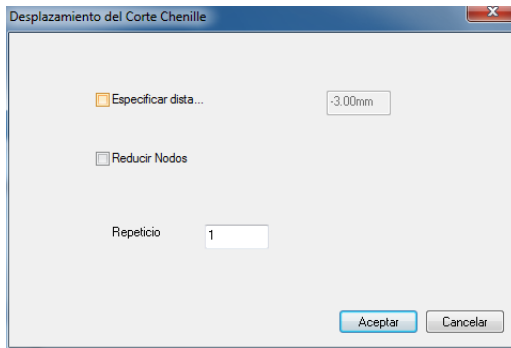 Desplazamiento del Corte Chenille
Especificar dista... -3.00mm
Reducir Nodos
Repeticio 1
Aceptar Cancelar